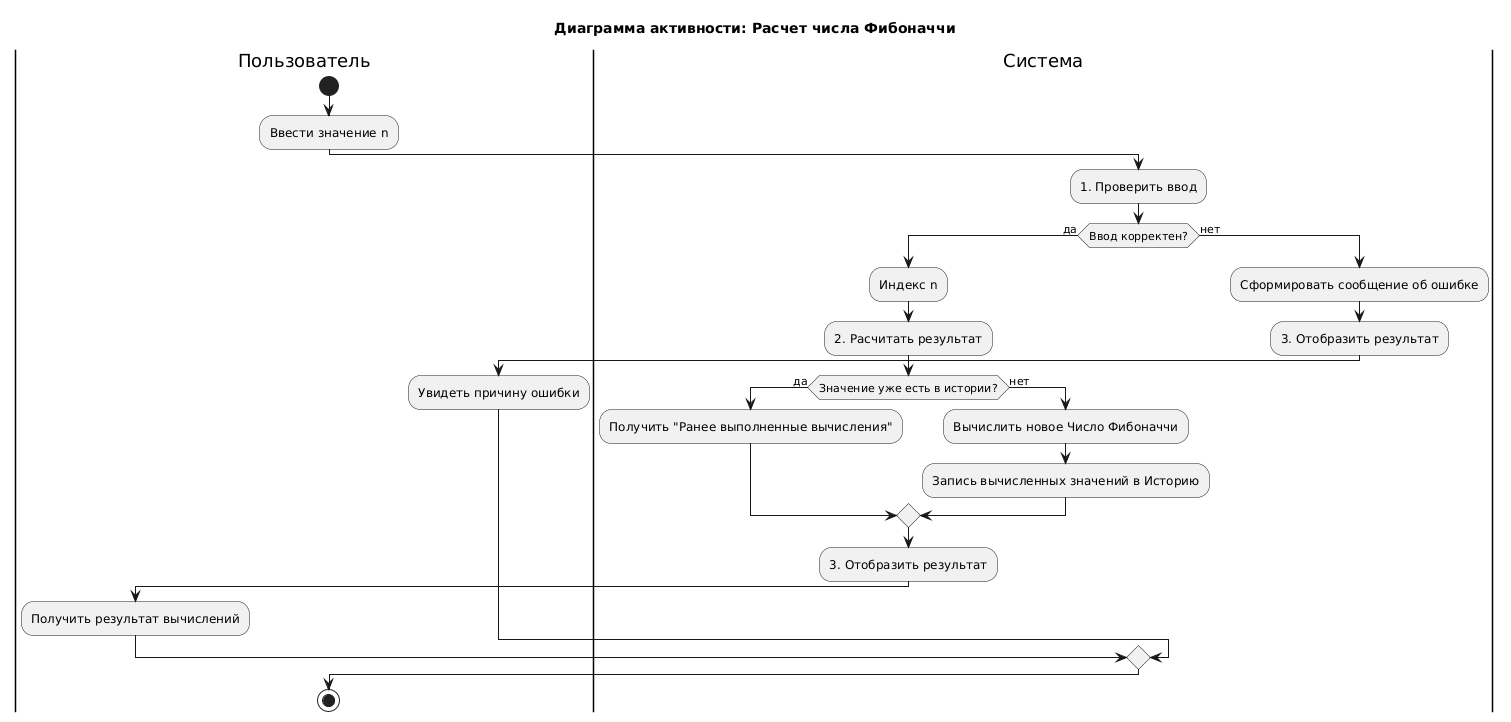 Диаграмма активности: Расчет числа Фибоначчи
Пользователь
Система
Ввести значение n
1. Проверить ввод
да
Ввод корректен?
нет
Индекс n
Сформировать сообщение об ошибке
2. Расчитать результат
3. Отобразить результат
Увидеть причину ошибки
да
Значение уже есть в истории?
нет
Получить "Ранее выполненные вычисления"
Вычислить новое Число Фибоначчи
Запись вычисленных значений в Историю
3. Отобразить результат
Получить результат вычислений